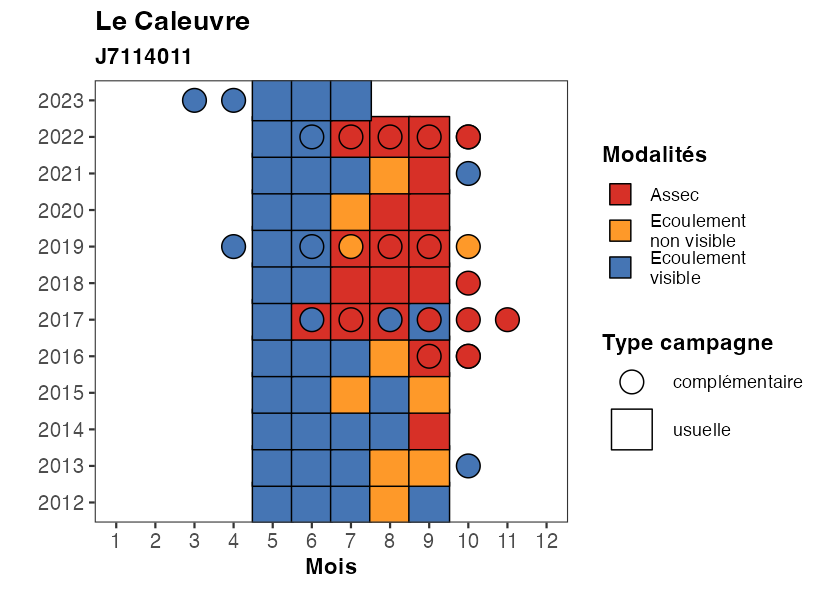 Le Caleuvre
J7114011
2023
2022
2021
2020
2019
2018
2017
2016
2015
2014
2013
2012
1 2 3 4 5 6 7 8 9 10 11 12
Mois
Modalités
Assec
Ecoulement
non visible
Ecoulement
visible
Type campagne
complémentaire
usuelle